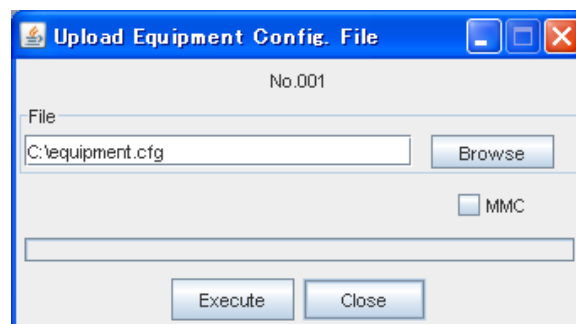 Upload Equipment Config. File
No.001
File
C:\equipment.cfg
Browse
MMC
Execute Close